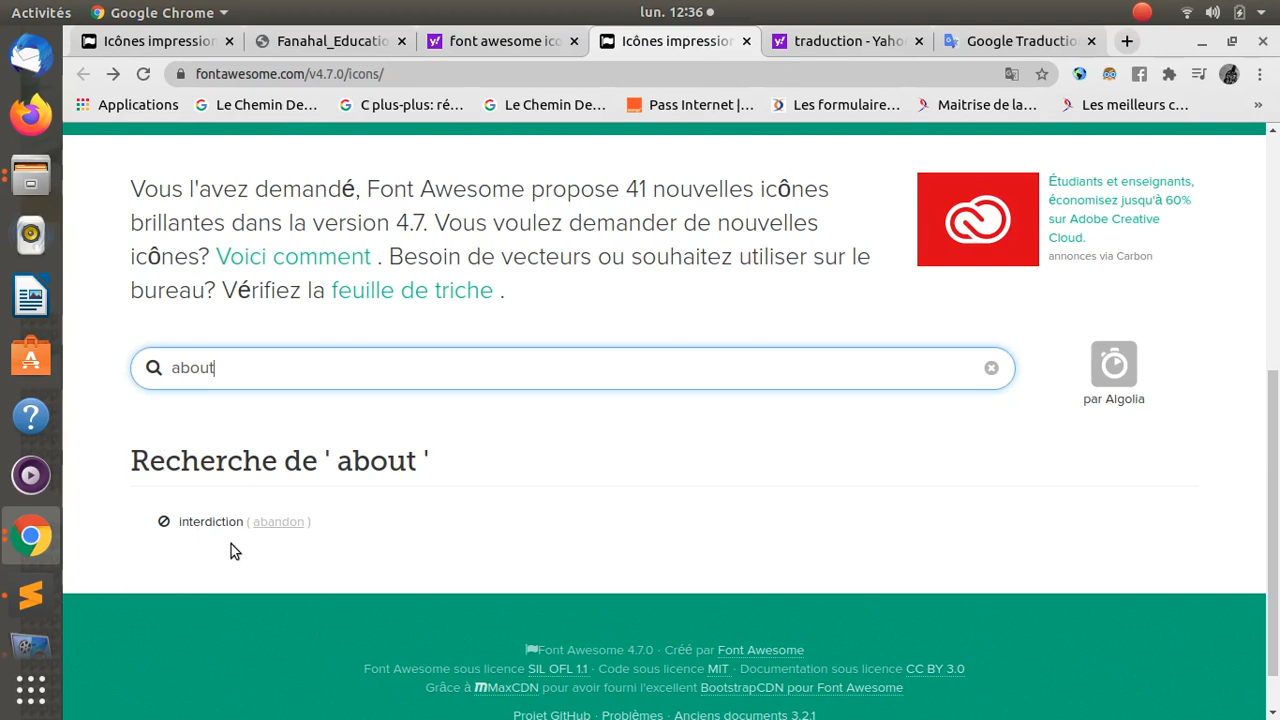 Activités Google Chrome lun. 12:36
Icônes impression Fanahal_Educatio font awesome ico Icônes impression traduction - Yaho Google Traduction
fontawesome.com/v4.7.0/icons/
Applications Le Chemin De... C plus-plus: ré... Le Chemin De... Pass Internet |... Les formulaire... Maitrise de la... Les meilleurs c... »
Vous l'avez demandé, Font Awesome propose 41 nouvelles icônes
brillantes dans la version 4.7. Vous voulez demander de nouvelles
icônes? Voici comment . Besoin de vecteurs ou souhaitez utiliser sur le
bureau? Vérifiez la feuille de triche .
Étudiants et enseignants,
économisez jusqu'à 60%
sur Adobe Creative
Cloud.
annonces via Carbon
about
par Algolia
Recherche de ' about '
interdiction ( abandon )
Font Awesome 4.7.0 · Créé par Font Awesome
Font Awesome sous licence SIL OFL 1.1 · Code sous licence MIT · Documentation sous licence CC BY 3.0
Grâce à MaxCDN pour avoir fourni l'excellent BootstrapCDN pour Font Awesome
Projet GitHub · Problèmes · Anciens documents 3.2.1